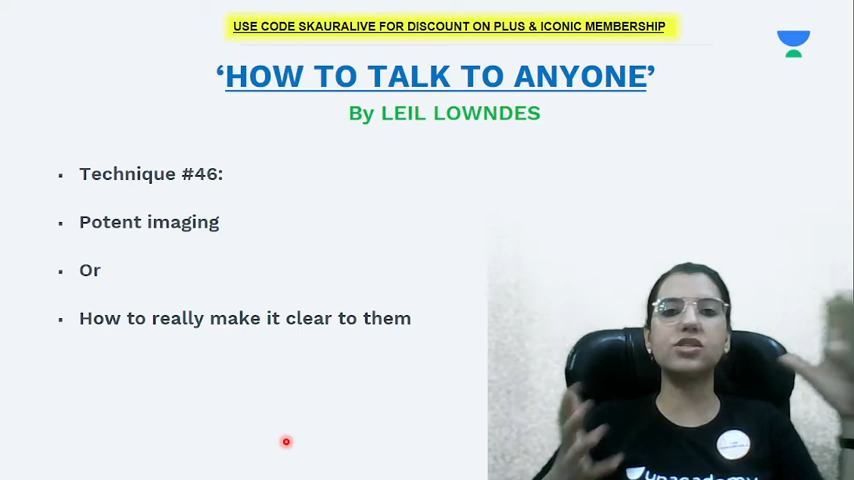 USE CODE SKAURALIVE FOR DISCOUNT ON PLUS & ICONIC MEMBERSHIP
‘HOW TO TALK TO ANYONE’
By LEIL LOWNDES
▪ Technique #46:
▪ Potent imaging
▪ Or
▪ How to really make it clear to them
unacademy